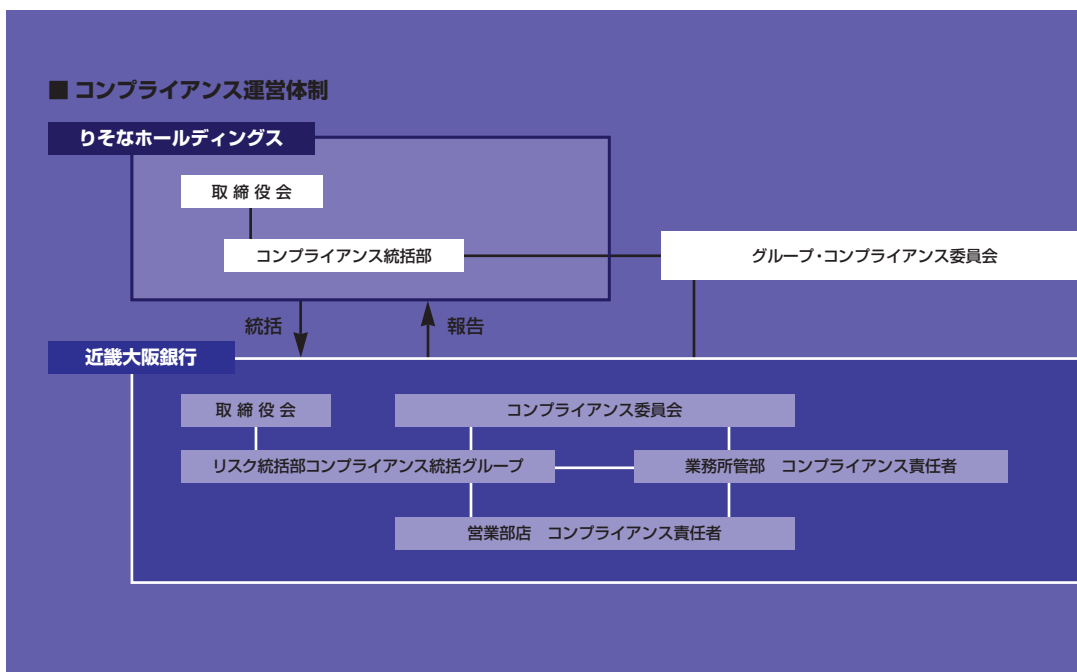 ■ コンプライアンス運営体制
りそなホールディングス
取 締 役 会
コンプライアンス統括部
グループ・コンプライアンス委員会
統括
報告
近畿大阪銀行
取 締 役 会
コンプライアンス委員会
リスク統括部コンプライアンス統括グループ
業務所管部　コンプライアンス責任者
営業部店　コンプライアンス責任者